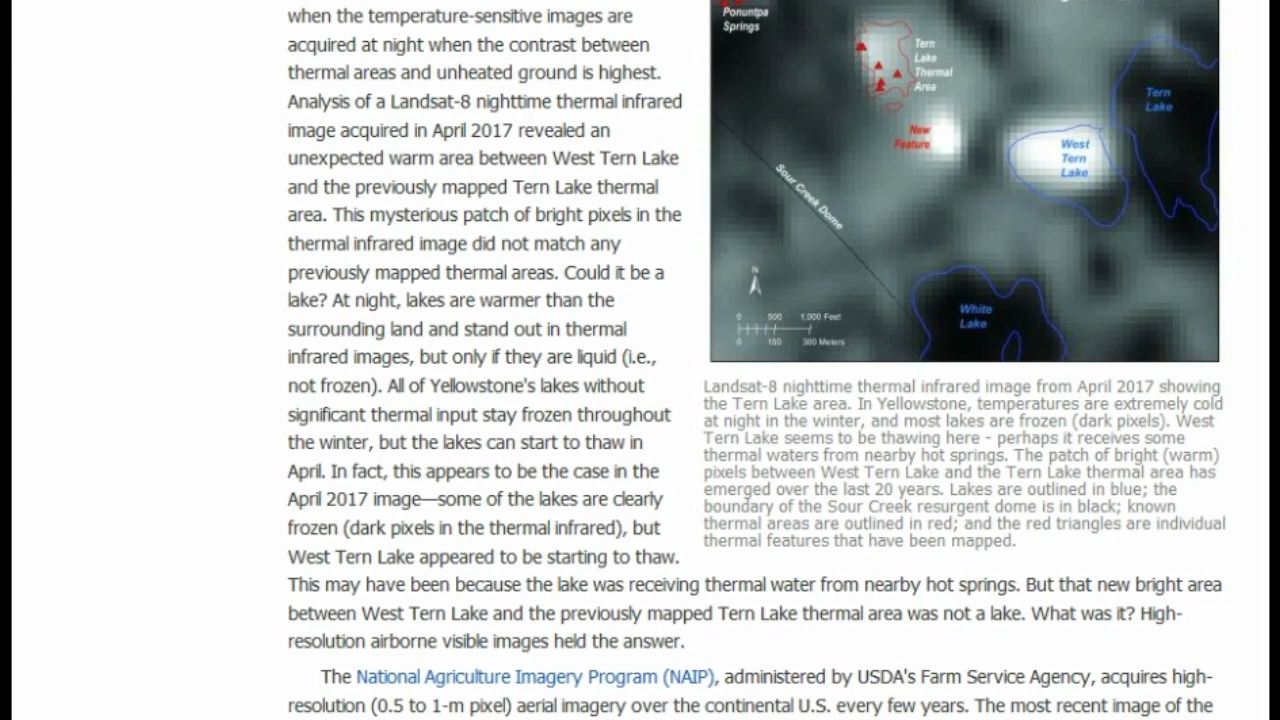 when the temperature-sensitive images are
acquired at night when the contrast between
thermal areas and unheated ground is highest.
Analysis of a Landsat-8 nighttime thermal infrared
image acquired in April 2017 revealed an
unexpected warm area between West Tern Lake
and the previously mapped Tern Lake thermal
area. This mysterious patch of bright pixels in the
thermal infrared image did not match any
previously mapped thermal areas. Could it be a
lake? At night, lakes are warmer than the
surrounding land and stand out in thermal
infrared images, but only if they are liquid (i.e.,
not frozen). All of Yellowstone's lakes without
significant thermal input stay frozen throughout
the winter, but the lakes can start to thaw in
April. In fact, this appears to be the case in the
April 2017 image—some of the lakes are clearly
frozen (dark pixels in the thermal infrared), but
West Tern Lake appeared to be starting to thaw.
This may have been because the lake was receiving thermal water from nearby hot springs. But that new bright area
between West Tern Lake and the previously mapped Tern Lake thermal area was not a lake. What was it? High-
resolution airborne visible images held the answer.
The National Agriculture Imagery Program (NAIP), administered by USDA's Farm Service Agency, acquires high-
resolution (0.5 to 1-m pixel) aerial imagery over the continental U.S. every few years. The most recent image of the
Ponuntpa
Springs
Tern
Lake
Thermal
Area
New
Feature
Tern
Lake
West
Tern
Lake
Sour Creek Dome
White
Lake
N
0 500 1,000 Feet
0 150 300 Meters
Landsat-8 nighttime thermal infrared image from April 2017 showing
the Tern Lake area. In Yellowstone, temperatures are extremely cold
at night in the winter, and most lakes are frozen (dark pixels). West
Tern Lake seems to be thawing here - perhaps it receives some
thermal waters from nearby hot springs. The patch of bright (warm)
pixels between West Tern Lake and the Tern Lake thermal area has
emerged over the last 20 years. Lakes are outlined in blue; the
boundary of the Sour Creek resurgent dome is in black; known
thermal areas are outlined in red; and the red triangles are individual
thermal features that have been mapped.